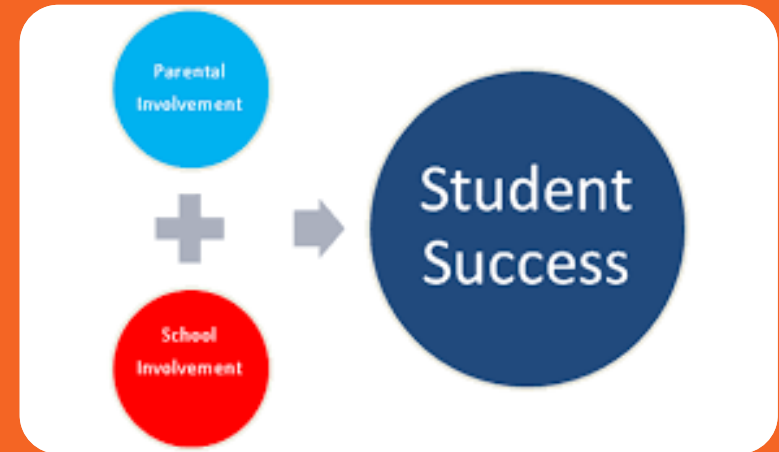 Parental
Involvement
Student
Success
School
Involvement